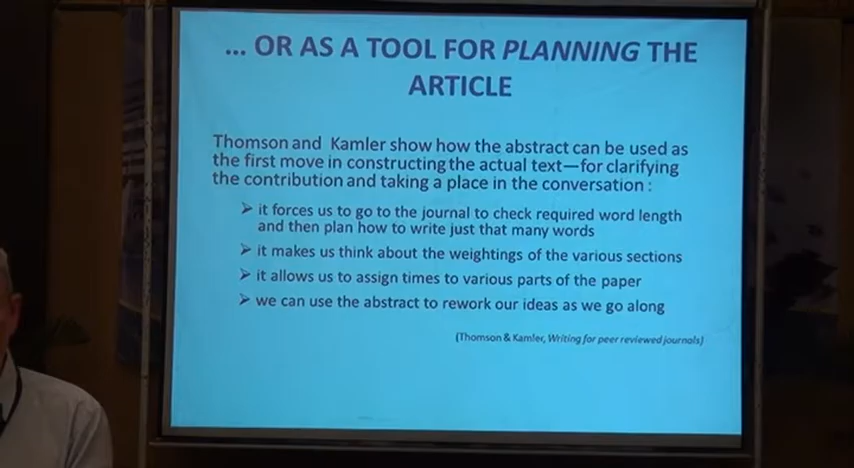 ... OR AS A TOOL FOR PLANNING THE
ARTICLE
Thomson and Kamler show how the abstract can be used as
the first move in constructing the actual text—for clarifying
the contribution and taking a place in the conversation :
➢ it forces us to go to the journal to check required word length
and then plan how to write just that many words
➢ it makes us think about the weightings of the various sections
➢ it allows us to assign times to various parts of the paper
➢ we can use the abstract to rework our ideas as we go along
(Thomson & Kamler, Writing for peer reviewed journals)